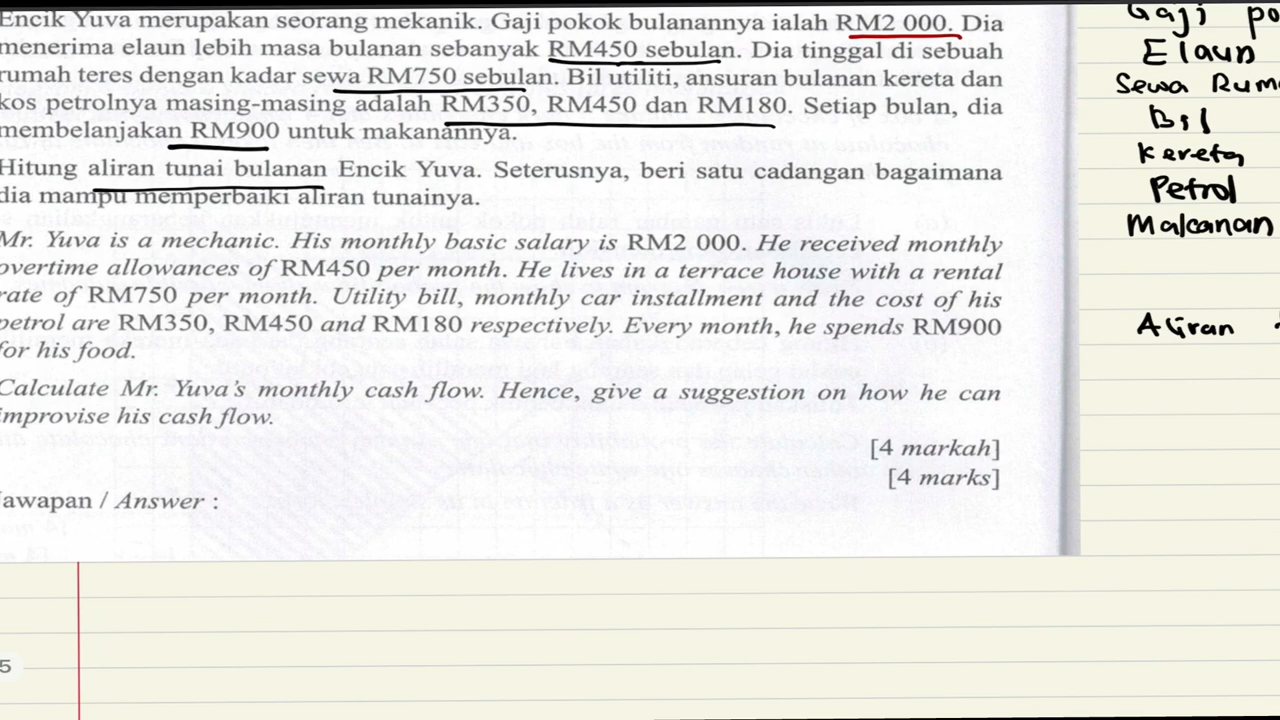 Encik Yuva merupakan seorang mekanik. Gaji pokok bulanannya ialah RM2 000. Dia
menerima elaun lebih masa bulanan sebanyak RM450 sebulan. Dia tinggal di sebuah
rumah teres dengan kadar sewa RM750 sebulan. Bil utiliti, ansuran bulanan kereta dan
kos petrolnya masing-masing adalah RM350, RM450 dan RM180. Setiap bulan, dia
membelanjakan RM900 untuk makanannya.
Hitung aliran tunai bulanan Encik Yuva. Seterusnya, beri satu cadangan bagaimana
dia mampu memperbaiki aliran tunainya.
Mr. Yuva is a mechanic. His monthly basic salary is RM2 000. He received monthly
overtime allowances of RM450 per month. He lives in a terrace house with a rental
rate of RM750 per month. Utility bill, monthly car installment and the cost of his
petrol are RM350, RM450 and RM180 respectively. Every month, he spends RM900
for his food.
Calculate Mr. Yuva's monthly cash flow. Hence, give a suggestion on how he can
improvise his cash flow.
[4 markah]
[4 marks]
Jawapan / Answer :
5
Gaji po
Elaun
Sewa Ruma
Bil
Kereta
Petrol
Makanan
Aliran